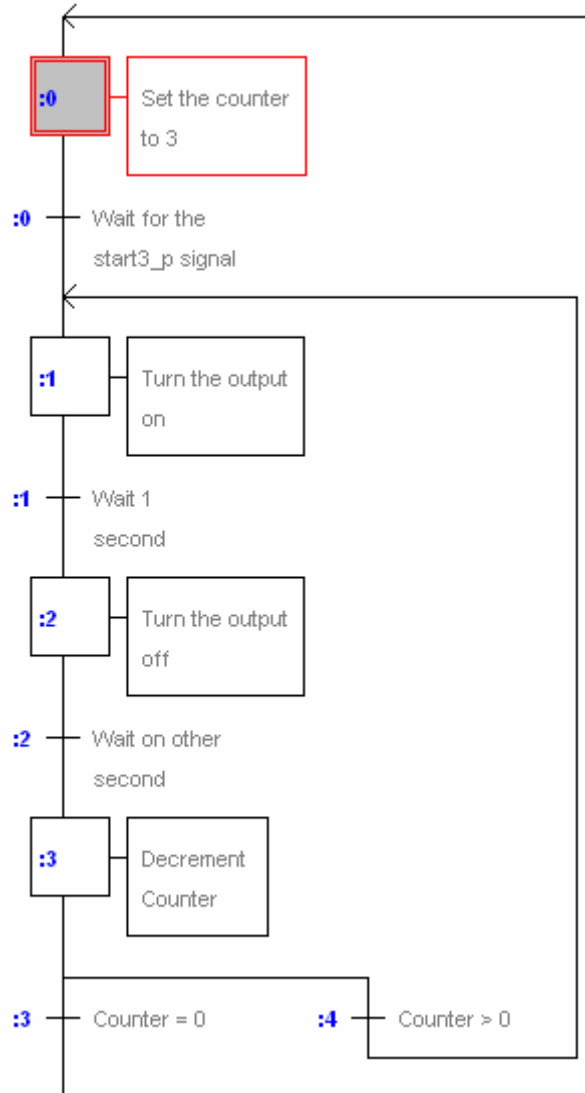 :0
Set the counter
to 3
:0 Wait for the
start3_p signal
:1
Turn the output
on
:1 Wait 1
second
:2
Turn the output
off
:2 Wait on other
second
:3
Decrement
Counter
:3 Counter = 0
:4 Counter > 0